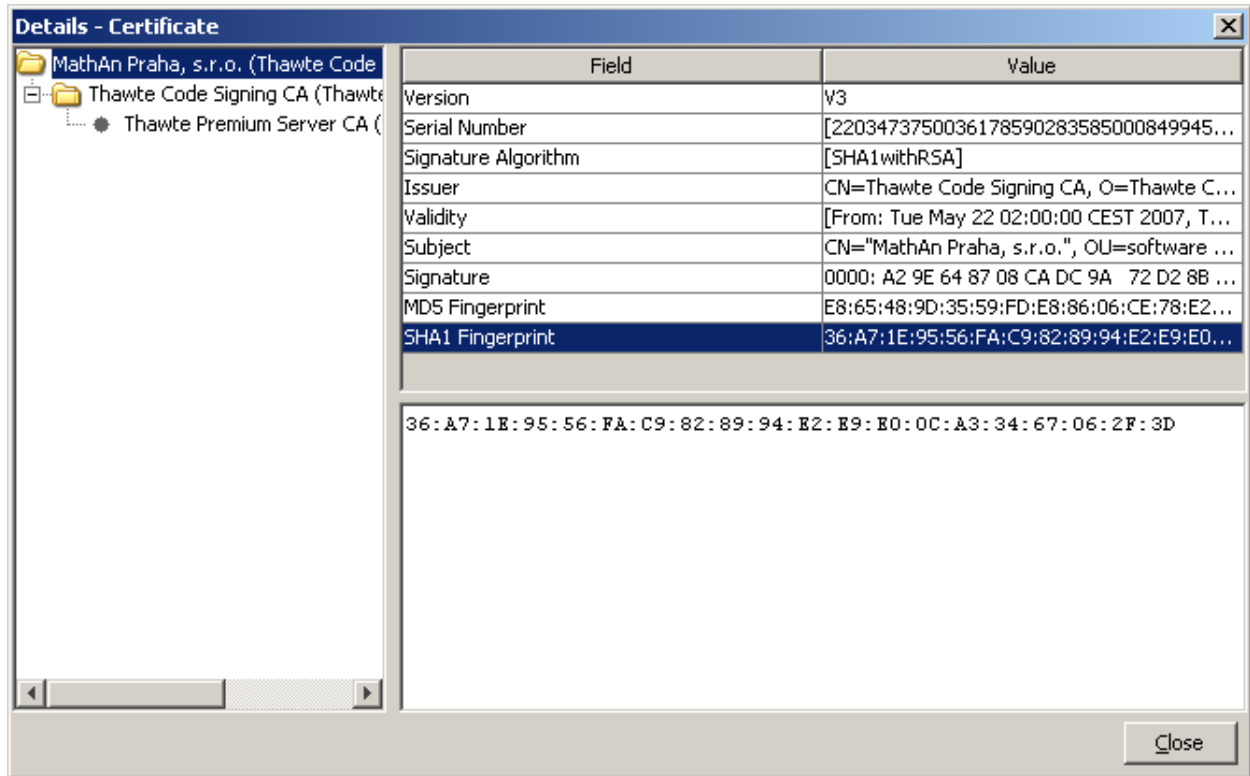 Details - Certificate
MathAn Praha, s.r.o. (Thawte Code
Thawte Code Signing CA (Thawte
Thawte Premium Server CA (
Field Value
Version V3
Serial Number [2203473750036178590283585000849945...
Signature Algorithm [SHA1withRSA]
Issuer CN=Thawte Code Signing CA, O=Thawte C...
Validity [From: Tue May 22 02:00:00 CEST 2007, T...
Subject CN="MathAn Praha, s.r.o.", OU=software ...
Signature 0000: A2 9E 64 87 08 CA DC 9A 72 D2 8B ...
MD5 Fingerprint E8:65:48:9D:35:59:FD:E8:86:06:CE:78:E2...
SHA1 Fingerprint 36:A7:1E:95:56:FA:C9:82:89:94:E2:E9:E0...
36:A7:1E:95:56:FA:C9:82:89:94:E2:E9:E0:0C:A3:34:67:06:2F:3D
Close